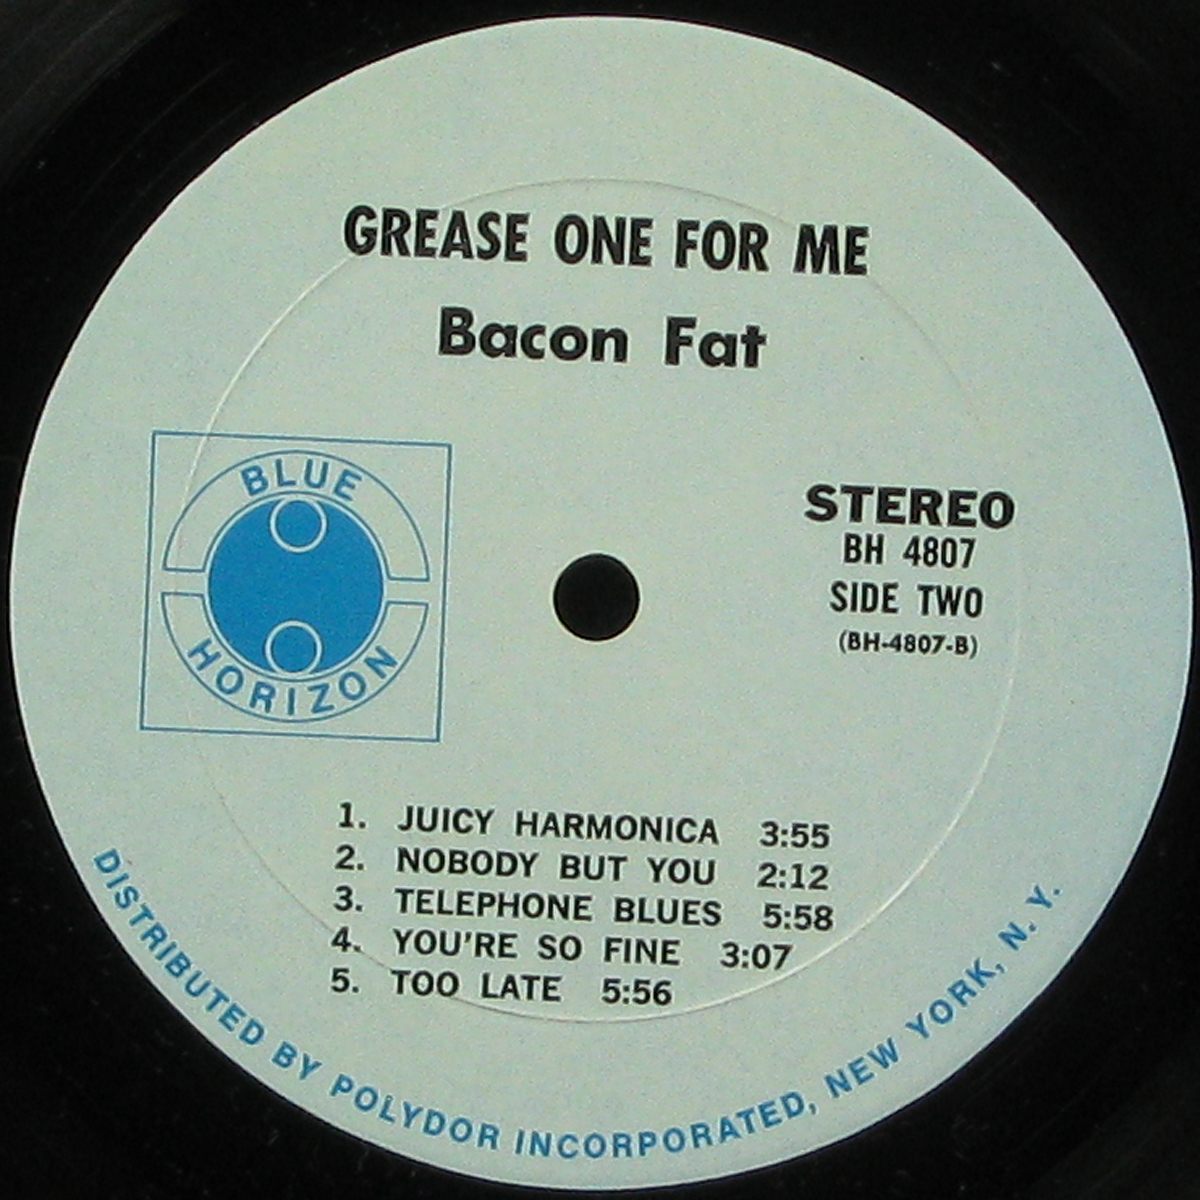 GREASE ONE FOR ME
Bacon Fat
BLUE
HORIZON
STEREO
BH 4807
SIDE TWO
(BH-4807-B)
1. JUICY HARMONICA 3:55
2. NOBODY BUT YOU 2:12
3. TELEPHONE BLUES 5:58
4. YOU'RE SO FINE 3:07
5. TOO LATE 5:56
DISTRIBUTED BY POLYDOR INCORPORATED, NEW YORK, N. Y.